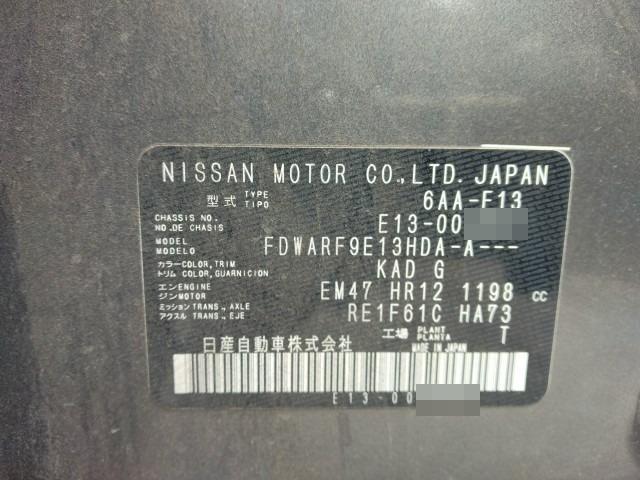 NISSAN MOTOR CO.,LTD. JAPAN
型式 TYPE TIPO 6AA-E13
CHASSIS NO. NO.DE CHASIS E13-00
MODEL MODELO FDWARF9E13HDA-A---
カラー トリム COLOR,TRIM COLOR,GUARNICION KAD G
エンジン ENGINE MOTOR EM47 HR12 1198 cc
ミッション アクスル TRANS.,AXLE TRANS.,EJE RE1F61C HA73
日産自動車株式会社 工場 PLANT PLANTA T
MADE IN JAPAN
E13-00